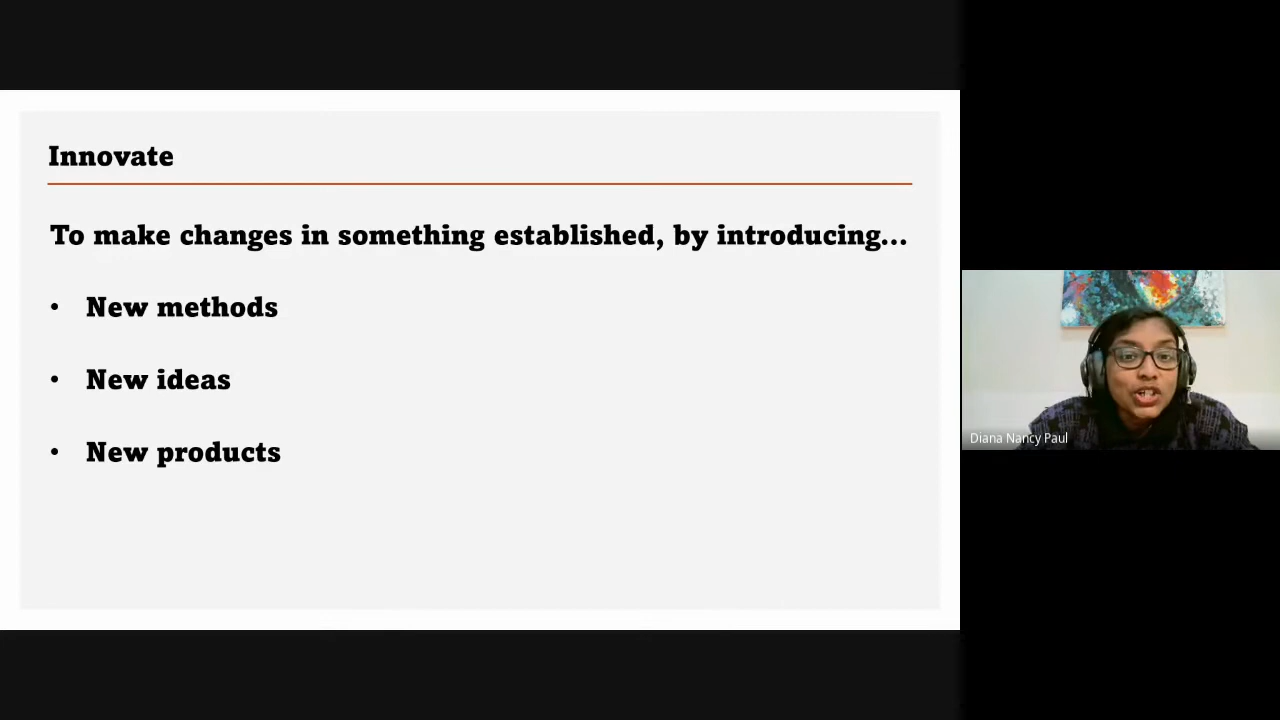 Innovate
To make changes in something established, by introducing...
• New methods
• New ideas
• New products
Diana Nancy Paul